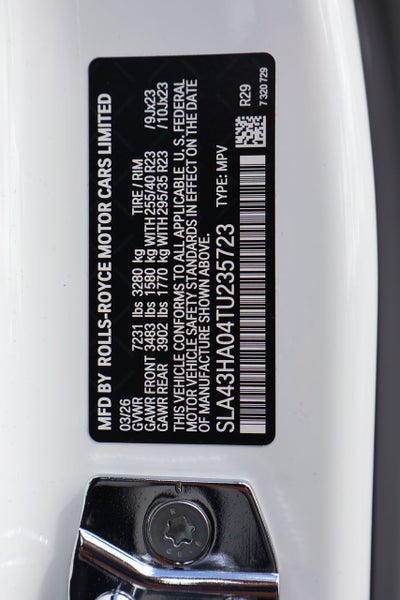 MFD BY ROLLS-ROYCE MOTOR CARS LIMITED
03/26
GVWR 7231 lbs 3280 kg TIRE / RIM
GAWR FRONT 3483 lbs 1580 kg WITH 255/40 R23 / 9Jx23
GAWR REAR 3902 lbs 1770 kg WITH 295/35 R23 / 10Jx23
THIS VEHICLE CONFORMS TO ALL APPLICABLE U.S. FEDERAL
MOTOR VEHICLE SAFETY STANDARDS IN EFFECT ON THE DATE
OF MANUFACTURE SHOWN ABOVE.
SLA43HA04TU235723 TYPE: MPV
R29
7 320 729